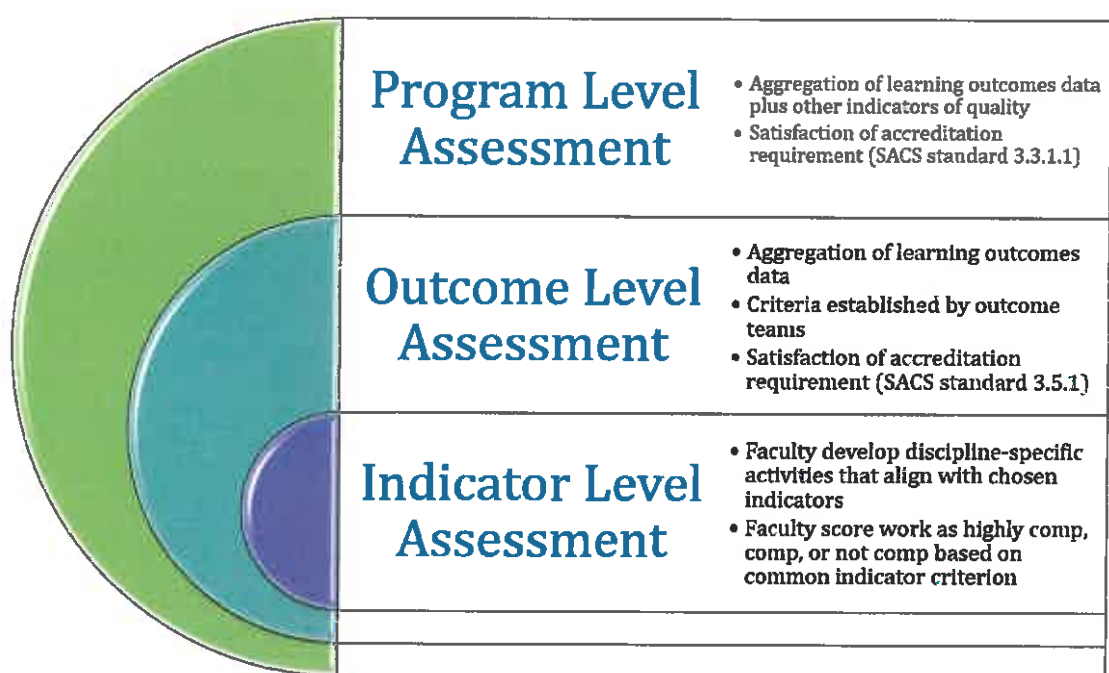 Program Level
Assessment
• Aggregation of learning outcomes data
plus other indicators of quality
• Satisfaction of accreditation
requirement (SACS standard 3.3.1.1)
Outcome Level
Assessment
• Aggregation of learning outcomes
data
• Criteria established by outcome
teams
• Satisfaction of accreditation
requirement (SACS standard 3.5.1)
Indicator Level
Assessment
• Faculty develop discipline-specific
activities that align with chosen
indicators
• Faculty score work as highly comp,
comp, or not comp based on
common indicator criterion